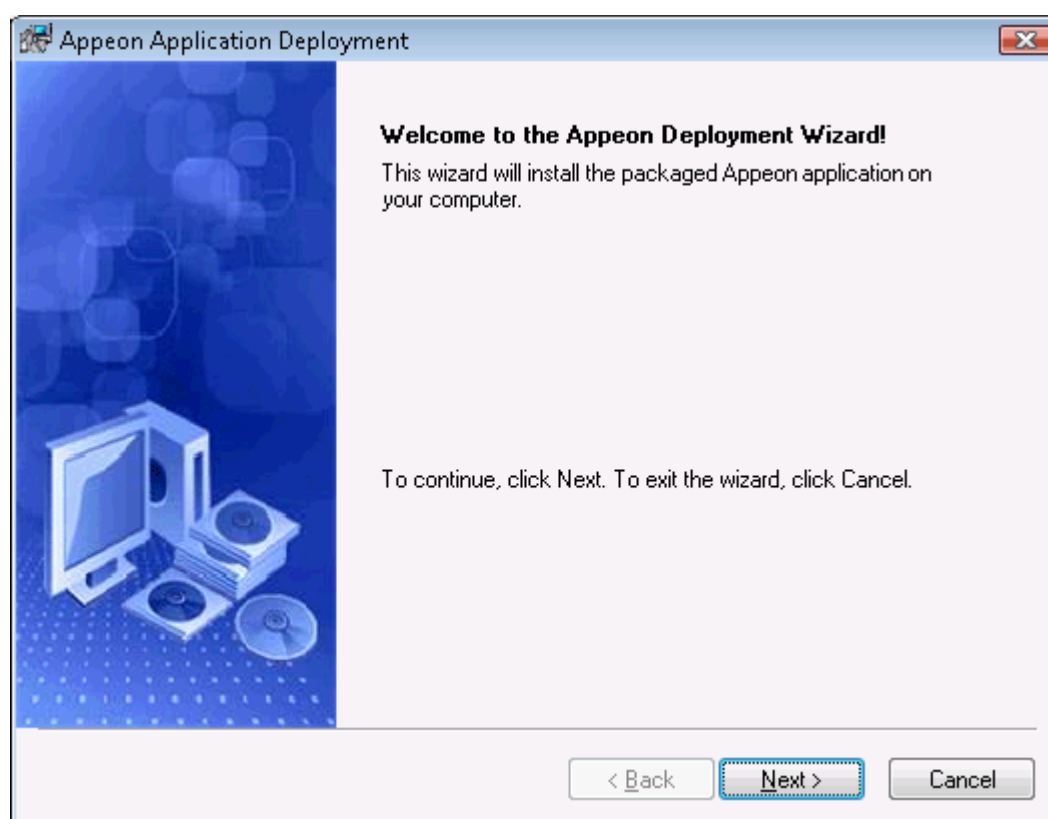 Appeon Application Deployment
Welcome to the Appeon Deployment Wizard!
This wizard will install the packaged Appeon application on
your computer.
To continue, click Next. To exit the wizard, click Cancel.
< Back
Next >
Cancel